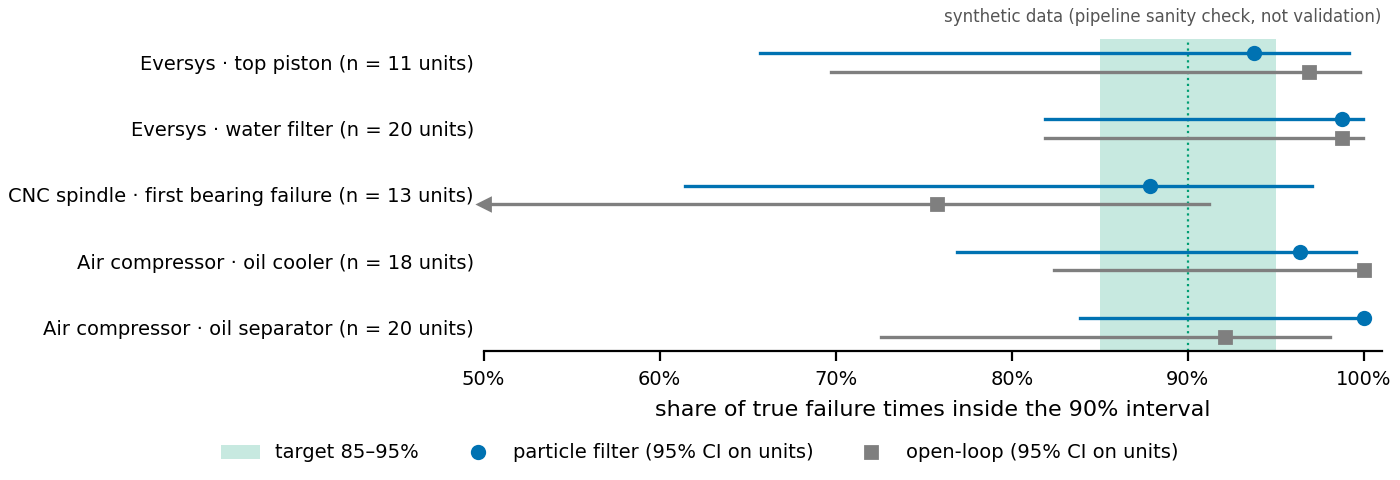 synthetic data (pipeline sanity check, not validation)
Eversys · top piston (n = 11 units)
Eversys · water filter (n = 20 units)
CNC spindle · first bearing failure (n = 13 units)
Air compressor · oil cooler (n = 18 units)
Air compressor · oil separator (n = 20 units)
50% 60% 70% 80% 90% 100%
share of true failure times inside the 90% interval
target 85–95% particle filter (95% CI on units) open-loop (95% CI on units)